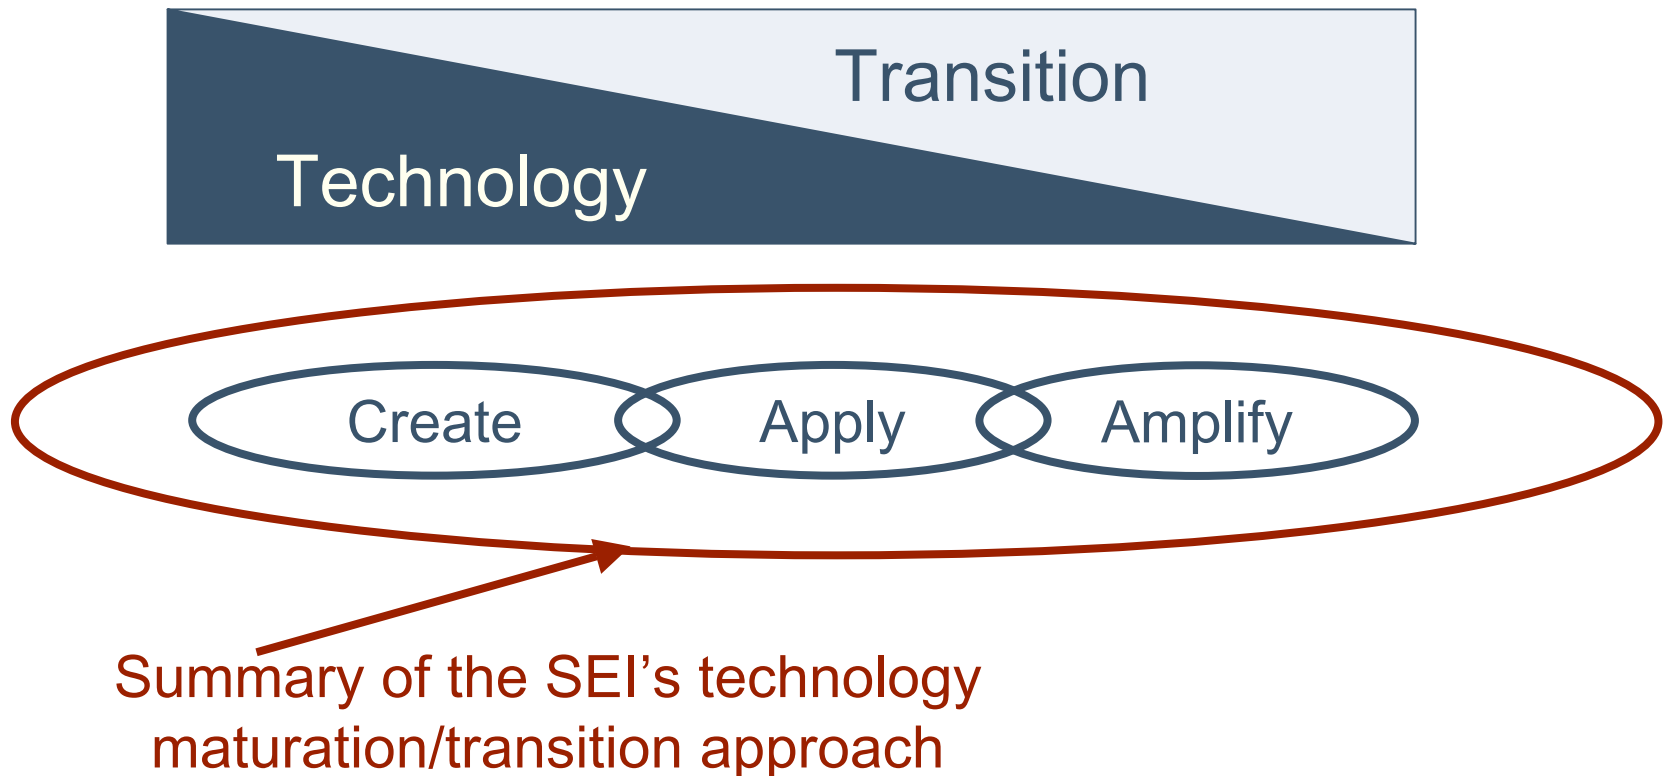 Transition
Technology
Create
Apply
Amplify
Summary of the SEI’s technology
maturation/transition approach